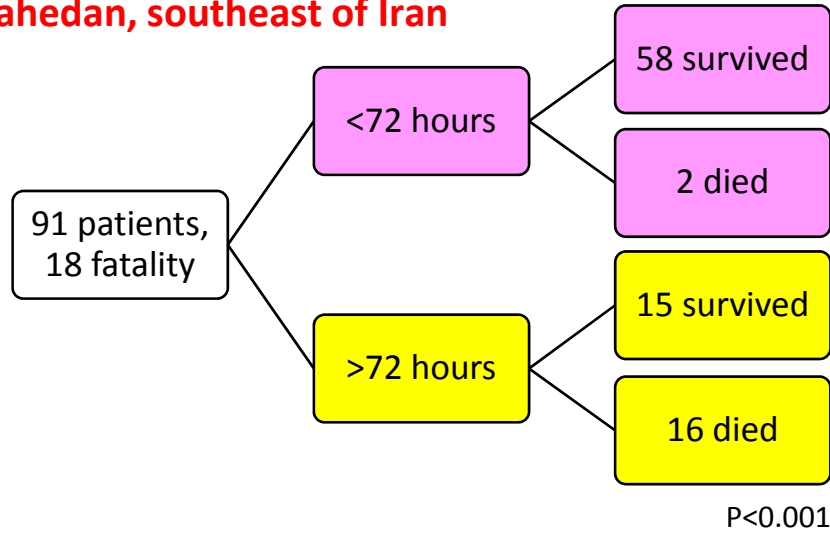 southeast of Iran
58 survived
<72 hours
2 died
91 patients,
18 fatality
15 survived
>72 hours
16 died
P<0.001